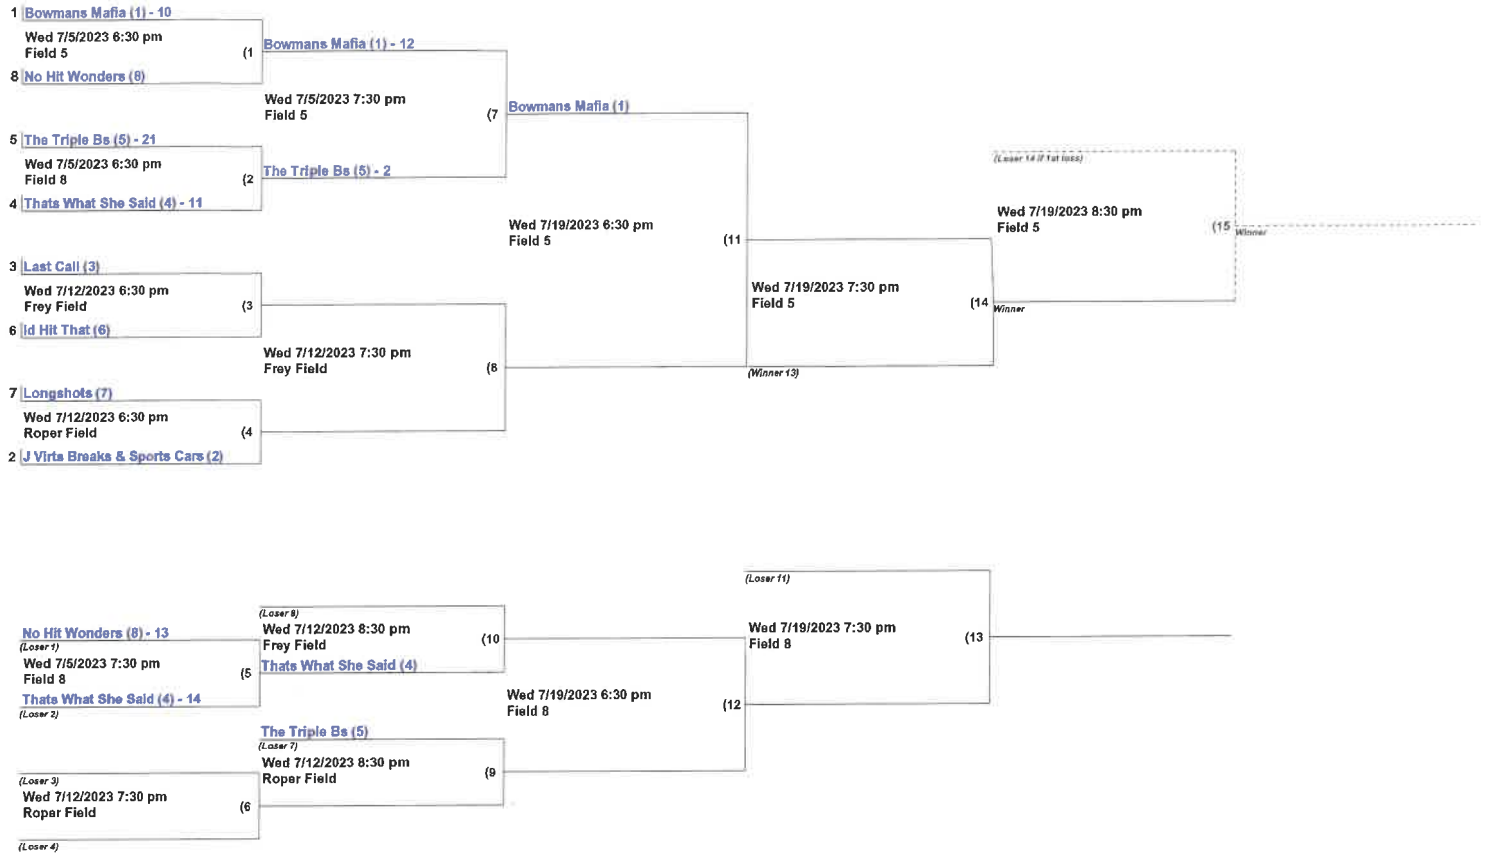 1 Bowmans Mafia (1) - 10
Wed 7/5/2023 6:30 pm
Field 5
(1
8 No Hit Wonders (8)
Bowmans Mafia (1) - 12
Wed 7/5/2023 7:30 pm
Field 5
(7
5 The Triple Bs (5) - 21
Wed 7/5/2023 6:30 pm
Field 8
(2
4 Thats What She Said (4) - 11
The Triple Bs (5) - 2
Bowmans Mafia (1)
Wed 7/19/2023 6:30 pm
Field 5
(11
3 Last Call (3)
Wed 7/12/2023 6:30 pm
Frey Field
(3
6 Id Hit That (6)
Wed 7/12/2023 7:30 pm
Frey Field
(8
7 Longshots (7)
Wed 7/12/2023 6:30 pm
Roper Field
(4
2 J Virts Breaks & Sports Cars (2)
Wed 7/19/2023 7:30 pm
Field 5
(14
(Winner 13)
(Loser 14 if 1st loss)
Wed 7/19/2023 8:30 pm
Field 5
(15
Winner
Winner
No Hit Wonders (8) - 13
(Loser 1)
Wed 7/5/2023 7:30 pm
Field 8
(5
Thats What She Said (4) - 14
(Loser 2)
(Loser 8)
Wed 7/12/2023 8:30 pm
Frey Field
(10
Thats What She Said (4)
The Triple Bs (5)
(Loser 7)
Wed 7/12/2023 8:30 pm
Roper Field
(9
(Loser 3)
Wed 7/12/2023 7:30 pm
Roper Field
(6
(Loser 4)
Wed 7/19/2023 6:30 pm
Field 8
(12
(Loser 11)
Wed 7/19/2023 7:30 pm
Field 8
(13